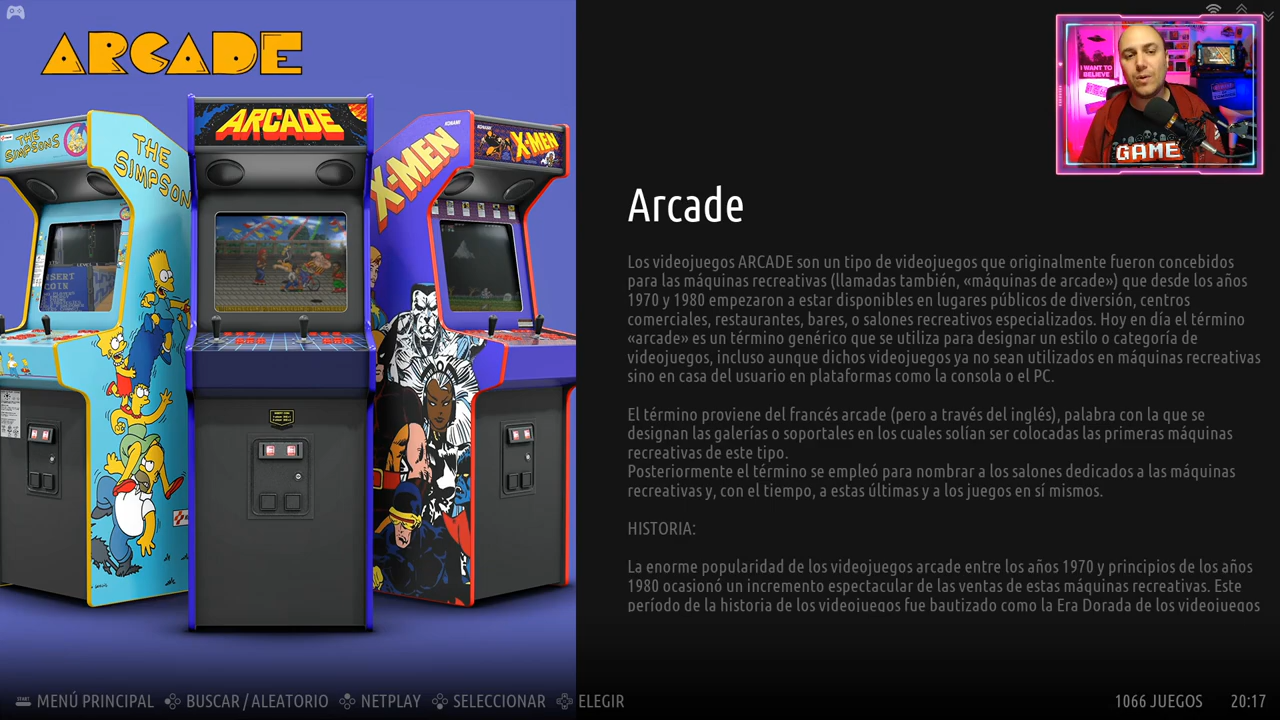 ARCADE
THE SIMPSONS
THE
SIMPSON
ARCADE
KONAMI
X-MEN
KONAMI
X-MEN
INSERT
COIN
I WANT TO
BELIEVE
GAME
Arcade
Los videojuegos ARCADE son un tipo de videojuegos que originalmente fueron concebidos
para las máquinas recreativas (llamadas también, «máquinas de arcade») que desde los años
1970 y 1980 empezaron a estar disponibles en lugares públicos de diversión, centros
comerciales, restaurantes, bares, o salones recreativos especializados. Hoy en día el término
«arcade» es un término genérico que se utiliza para designar un estilo o categoría de
videojuegos, incluso aunque dichos videojuegos ya no sean utilizados en máquinas recreativas
sino en casa del usuario en plataformas como la consola o el PC.
El término proviene del francés arcade (pero a través del inglés), palabra con la que se
designan las galerías o soportales en los cuales solían ser colocadas las primeras máquinas
recreativas de este tipo.
Posteriormente el término se empleó para nombrar a los salones dedicados a las máquinas
recreativas y, con el tiempo, a estas últimas y a los juegos en sí mismos.
HISTORIA:
La enorme popularidad de los videojuegos arcade entre los años 1970 y principios de los años
1980 ocasionó un incremento espectacular de las ventas de estas máquinas recreativas. Este
período de la historia de los videojuegos fue bautizado como la Era Dorada de los videojuegos
START MENÚ PRINCIPAL BUSCAR / ALEATORIO NETPLAY SELECCIONAR ELEGIR 1066 JUEGOS 20:17